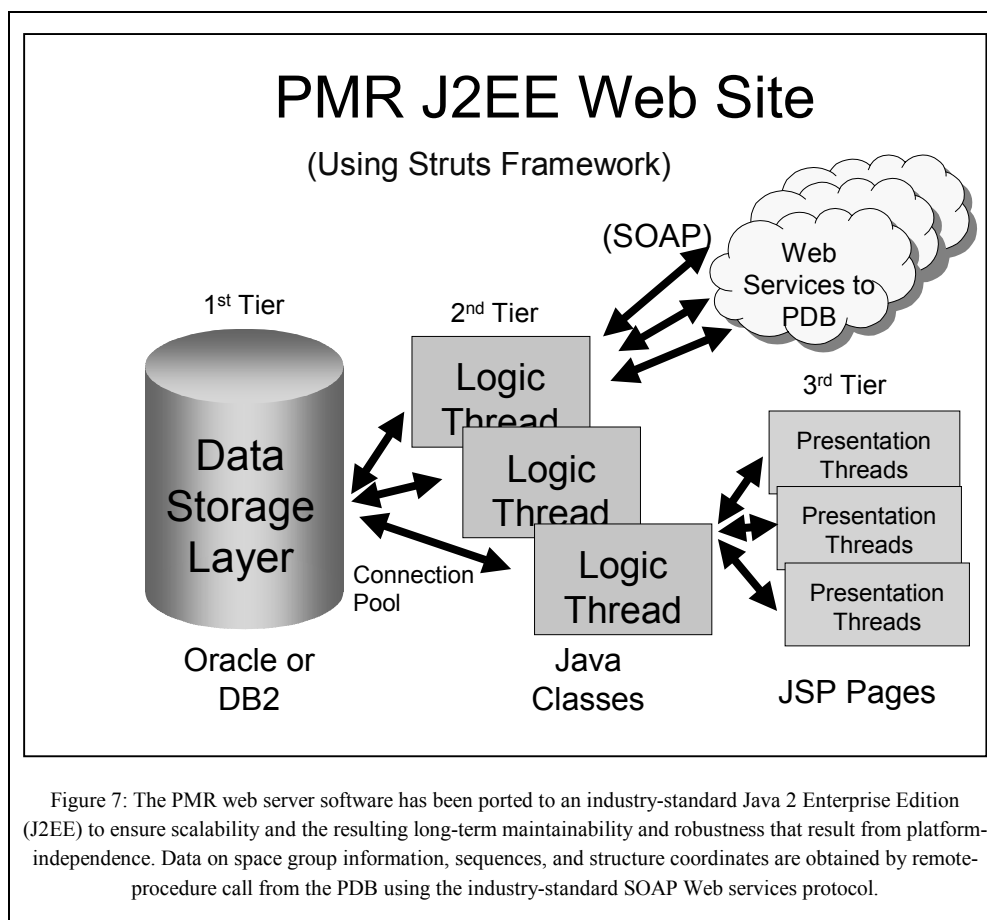 PMR J2EE Web Site
(Using Struts Framework)
(SOAP)
Web
Services to
PDB
1st Tier
2nd Tier
3rd Tier
Data
Storage
Layer
Logic
Thread
Logic
Thread
Logic
Thread
Presentation
Threads
Presentation
Threads
Presentation
Threads
Connection
Pool
Oracle or
DB2
Java
Classes
JSP Pages
Figure 7: The PMR web server software has been ported to an industry-standard Java 2 Enterprise Edition
(J2EE) to ensure scalability and the resulting long-term maintainability and robustness that result from platform-
independence. Data on space group information, sequences, and structure coordinates are obtained by remote-
procedure call from the PDB using the industry-standard SOAP Web services protocol.